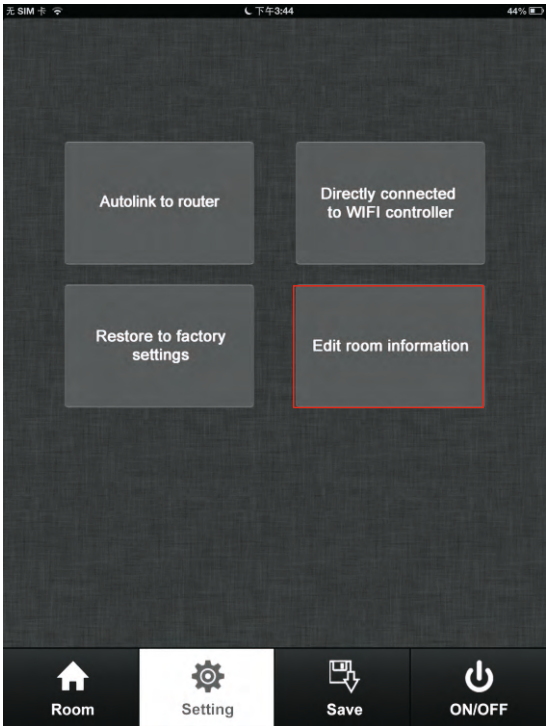 无 SIM 卡 下午3:44 44%
Autolink to router
Directly connected
to WIFI controller
Restore to factory
settings
Edit room information
Room Setting Save ON/OFF